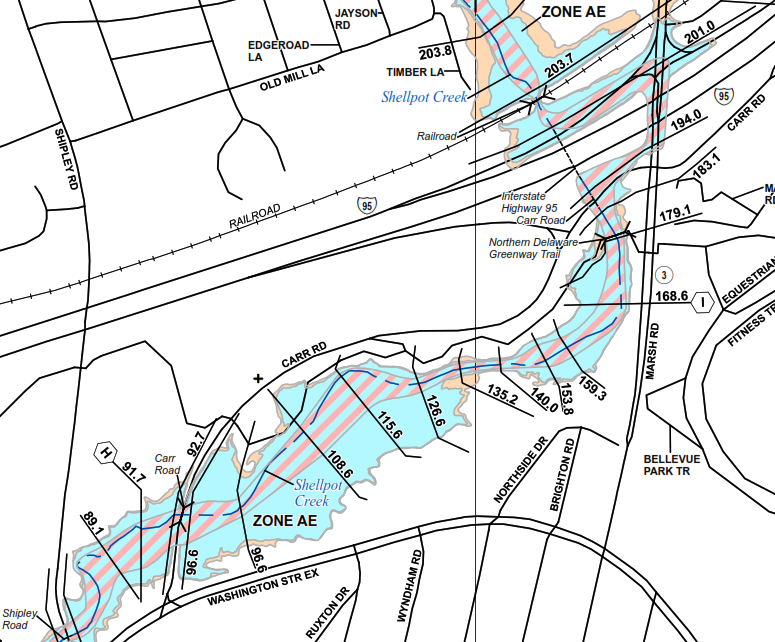 ZONE AE
JAYSON
RD
201.0
EDGEROAD
LA
203.8
203.7
TIMBER LA
OLD MILL LA
Shellpot Creek
95
194.0
CARR RD
Railroad
SHIPLEY RD
183.1
MA
RD
Interstate
Highway 95
Carr Road
95
RAILROAD
179.1
Northern Delaware
Greenway Trail
3
EQUESTRIAN
168.6
I
FITNESS TR
MARSH RD
CARR RD
135.2
140.0
153.8
159.3
126.6
115.6
92.7
108.6
H
91.7
Carr
Road
BELLEVUE
PARK TR
NORTHSIDE DR
BRIGHTON RD
Shellpot
Creek
89.1
ZONE AE
96.6
96.6
WASHINGTON STR EX
WYNDHAM RD
RUXTON DR
Shipley
Road